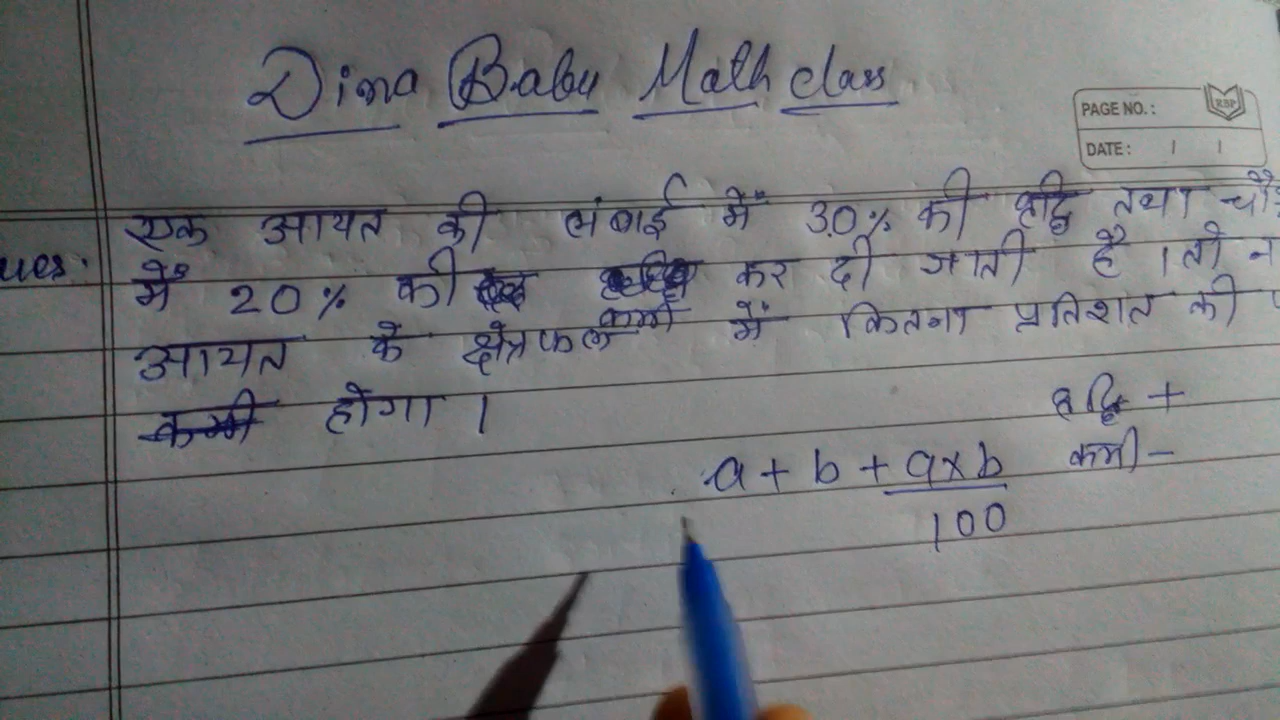 Dina Babu Math class
RBP
PAGE NO.:
DATE: / /
एक आयत की लंबाई में 30% की वृद्धि तथा
ues. में 20% की कमी कर दी जाती है । तो
आयत के क्षेत्रफल में कितना प्रतिशत की
होगा ।
वृद्धि +
कमी -
a + b + a×b
100